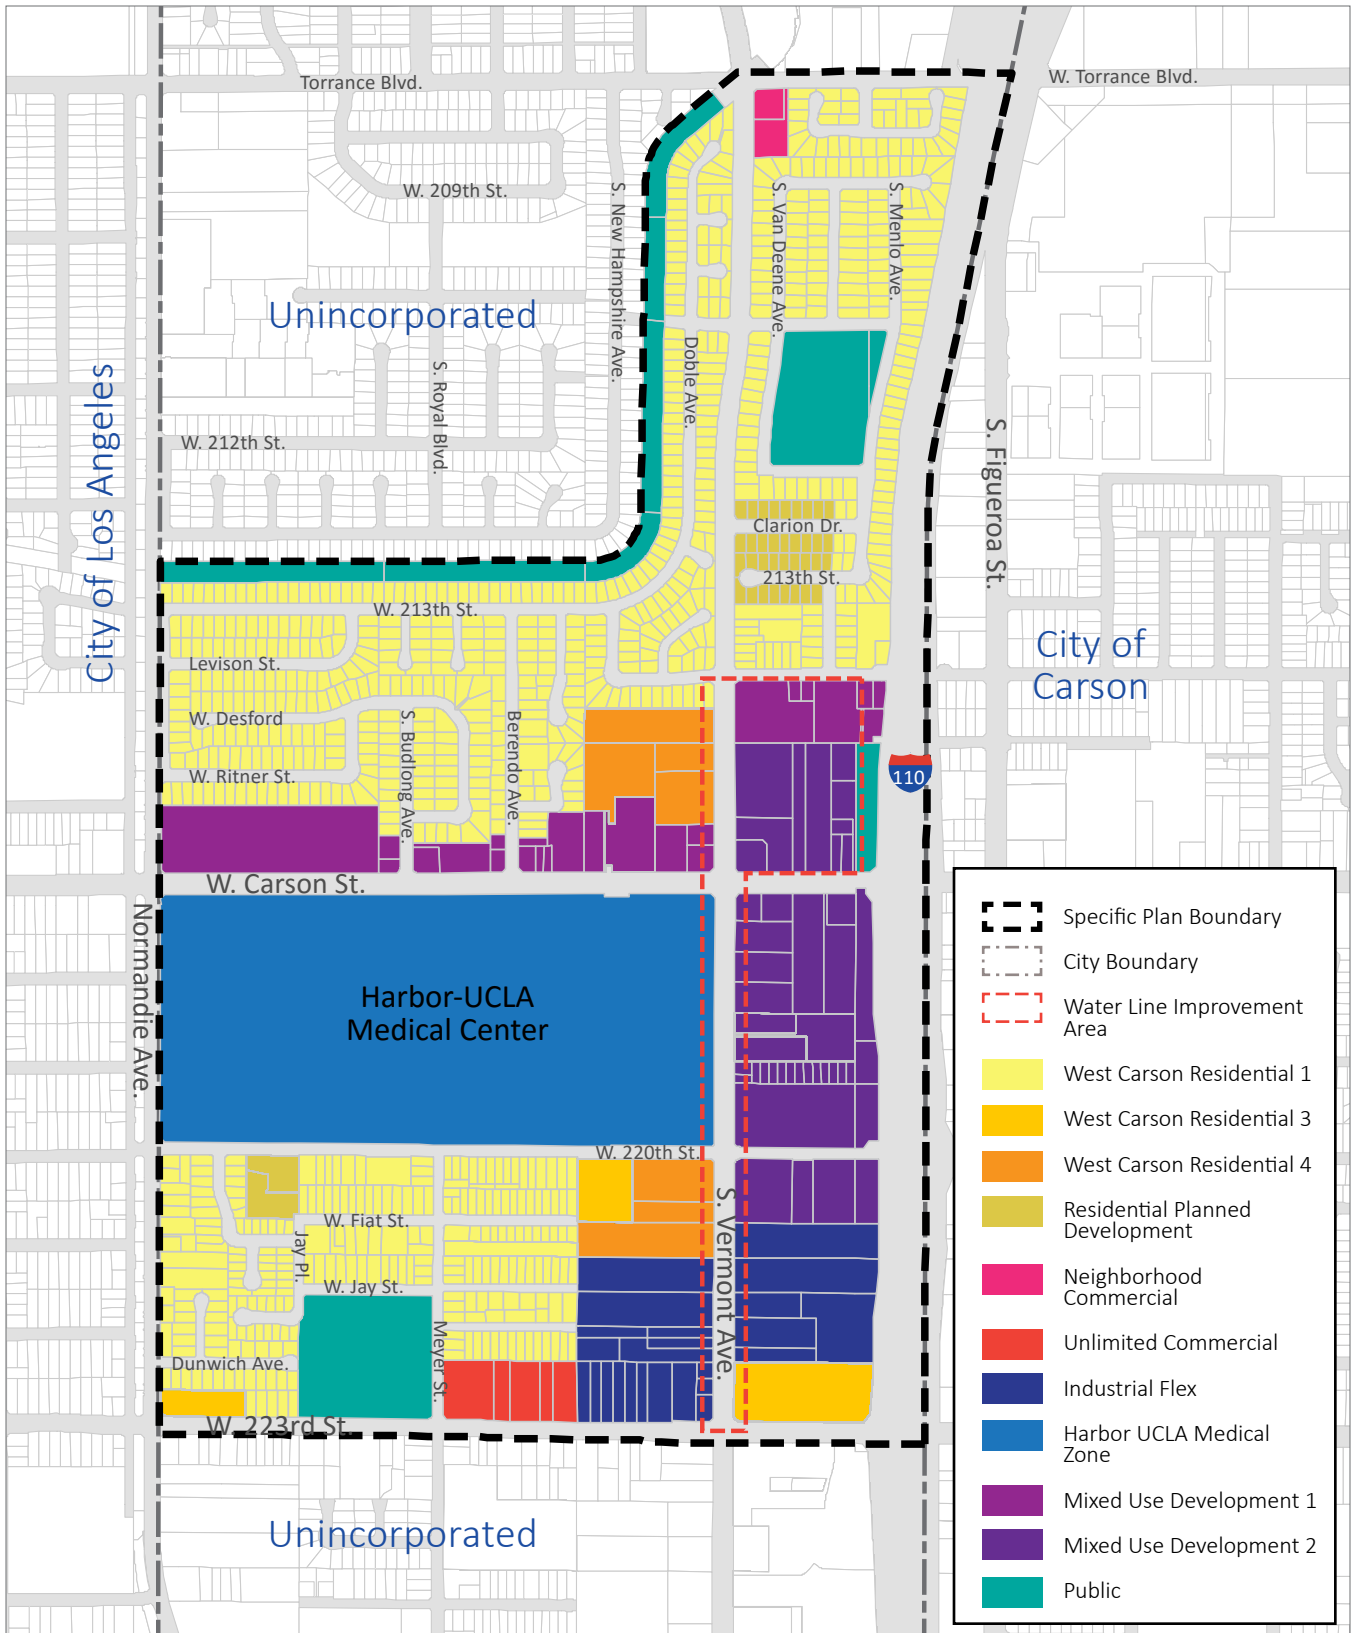 Torrance Blvd.
W. Torrance Blvd.
W. 209th St.
S. New Hampshire Ave.
S. Van Deene Ave.
S. Menlo Ave.
Unincorporated
Doble Ave.
S. Royal Blvd.
City of Los Angeles
W. 212th St.
S. Figueroa St.
Clarion Dr.
213th St.
W. 213th St.
City of
Carson
Levison St.
W. Desford
S. Budlong Ave.
Berendo Ave.
W. Ritner St.
110
W. Carson St.
Normandie Ave.
Harbor-UCLA
Medical Center
W. 220th St.
S. Vermont Ave.
W. Fiat St.
Jay Pl.
W. Jay St.
Meyer St.
Dunwich Ave.
W. 223rd St.
Unincorporated
Specific Plan Boundary
City Boundary
Water Line Improvement
Area
West Carson Residential 1
West Carson Residential 3
West Carson Residential 4
Residential Planned
Development
Neighborhood
Commercial
Unlimited Commercial
Industrial Flex
Harbor UCLA Medical
Zone
Mixed Use Development 1
Mixed Use Development 2
Public